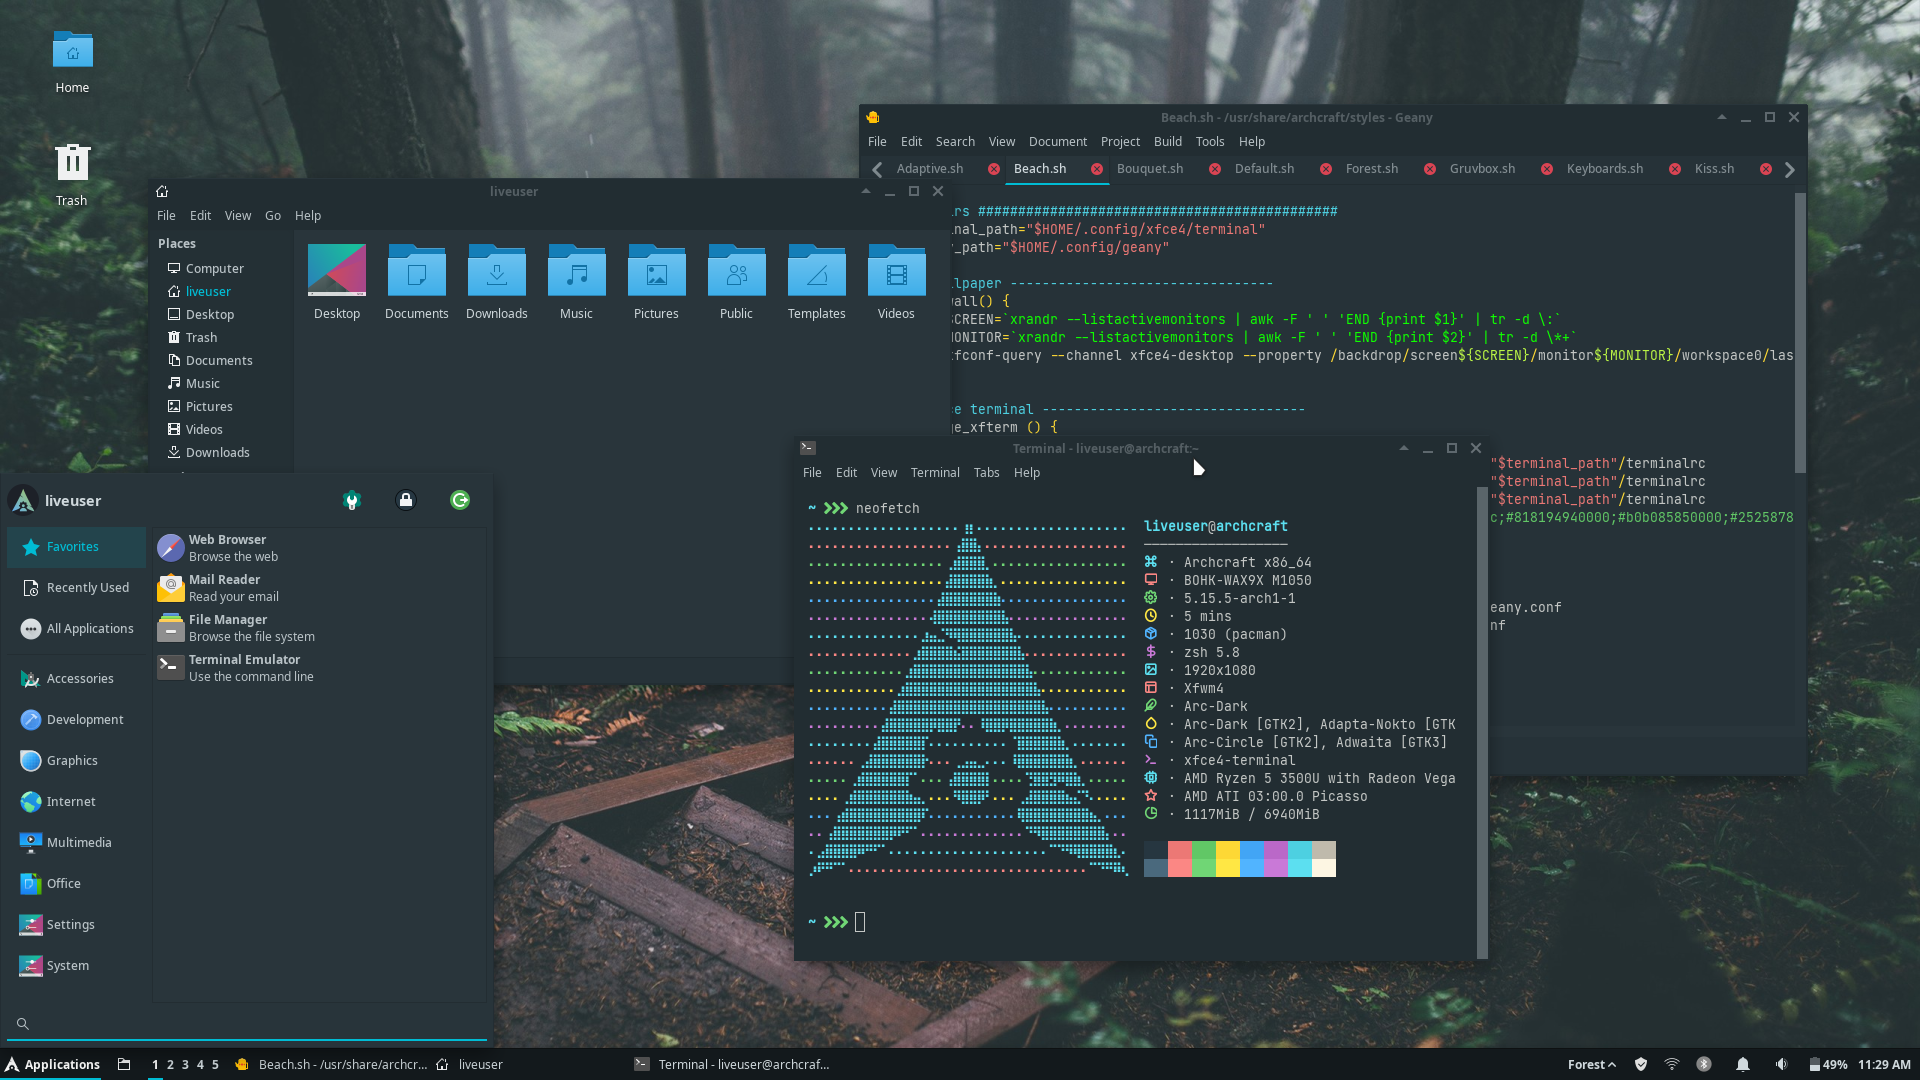 Home
Trash
Beach.sh - /usr/share/archcraft/styles - Geany
File Edit Search View Document Project Build Tools Help
Adaptive.sh Beach.sh Bouquet.sh Default.sh Forest.sh Gruvbox.sh Keyboards.sh Kiss.sh
rs #############################################
nal_path="$HOME/.config/xfce4/terminal"
_path="$HOME/.config/geany"
lpaper ---------------------------------
all() {
SCREEN=`xrandr --listactivemonitors | awk -F ' ' 'END {print $1}' | tr -d \:`
MONITOR=`xrandr --listactivemonitors | awk -F ' ' 'END {print $2}' | tr -d \*+`
fconf-query --channel xfce4-desktop --property /backdrop/screen${SCREEN}/monitor${MONITOR}/workspace0/las
e terminal ---------------------------------
ge_xfterm () {
"$terminal_path"/terminalrc
"$terminal_path"/terminalrc
"$terminal_path"/terminalrc
c;#818194940000;#b0b085850000;#2525878
eany.conf
nf
liveuser
File Edit View Go Help
Places
Computer
liveuser
Desktop
Trash
Documents
Music
Pictures
Videos
Downloads
Desktop Documents Downloads Music Pictures Public Templates Videos
Terminal - liveuser@archcraft:~
File Edit View Terminal Tabs Help
~ neofetch
liveuser@archcraft
──────────────────
· Archcraft x86_64
· BOHK-WAX9X M1050
· 5.15.5-arch1-1
· 5 mins
· 1030 (pacman)
· zsh 5.8
· 1920x1080
· Xfwm4
· Arc-Dark
· Arc-Dark [GTK2], Adapta-Nokto [GTK
· Arc-Circle [GTK2], Adwaita [GTK3]
· xfce4-terminal
· AMD Ryzen 5 3500U with Radeon Vega
· AMD ATI 03:00.0 Picasso
· 1117MiB / 6940MiB
~
liveuser
Favorites
Recently Used
All Applications
Accessories
Development
Graphics
Internet
Multimedia
Office
Settings
System
Web Browser
Browse the web
Mail Reader
Read your email
File Manager
Browse the file system
Terminal Emulator
Use the command line
Applications 1 2 3 4 5 Beach.sh - /usr/share/archcr... liveuser Terminal - liveuser@archcraf... Forest 49% 11:29 AM